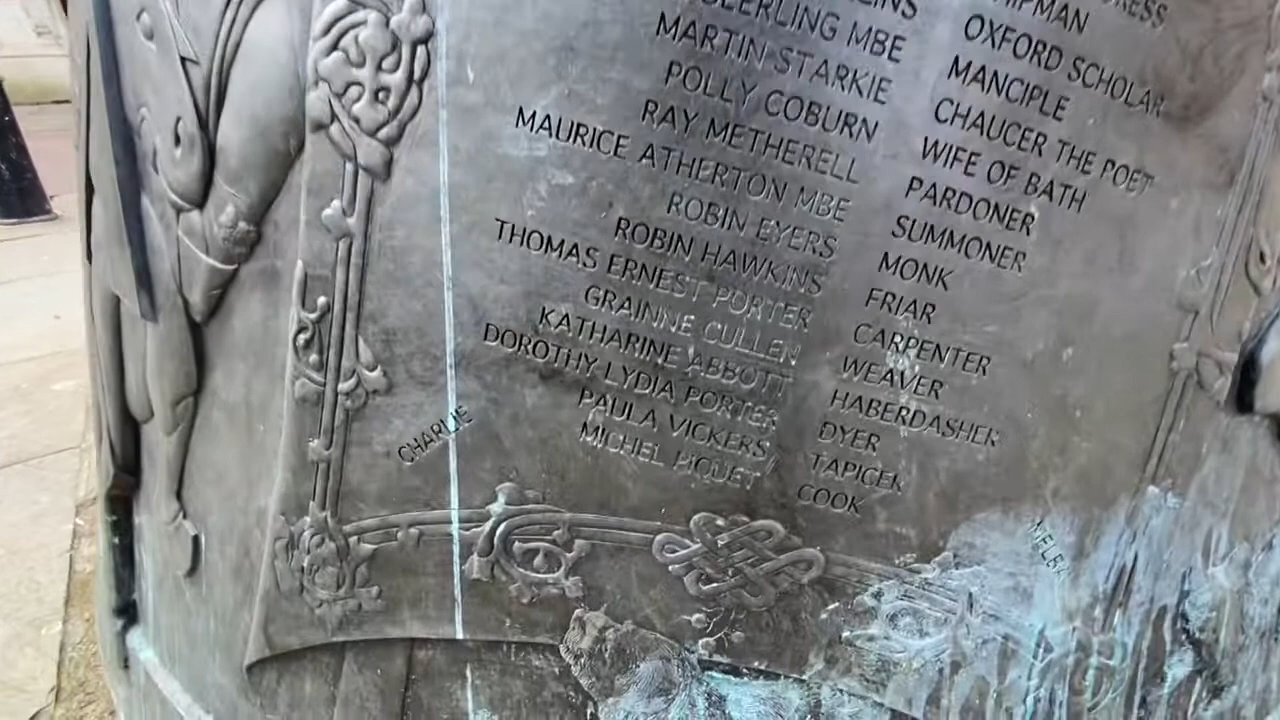 MARTIN STARKIE
POLLY COBURN
RAY METHERELL
MAURICE ATHERTON MBE
ROBIN EYERS
ROBIN HAWKINS
THOMAS ERNEST PORTER
GRAINNE CULLEN
KATHARINE ABBOTT
DOROTHY LYDIA PORTER
PAULA VICKERS
MICHEL PIQUET
OXFORD SCHOLAR
MANCIPLE
CHAUCER THE POET
WIFE OF BATH
PARDONER
SUMMONER
MONK
FRIAR
CARPENTER
WEAVER
HABERDASHER
DYER
TAPICER
COOK
CHARLIE